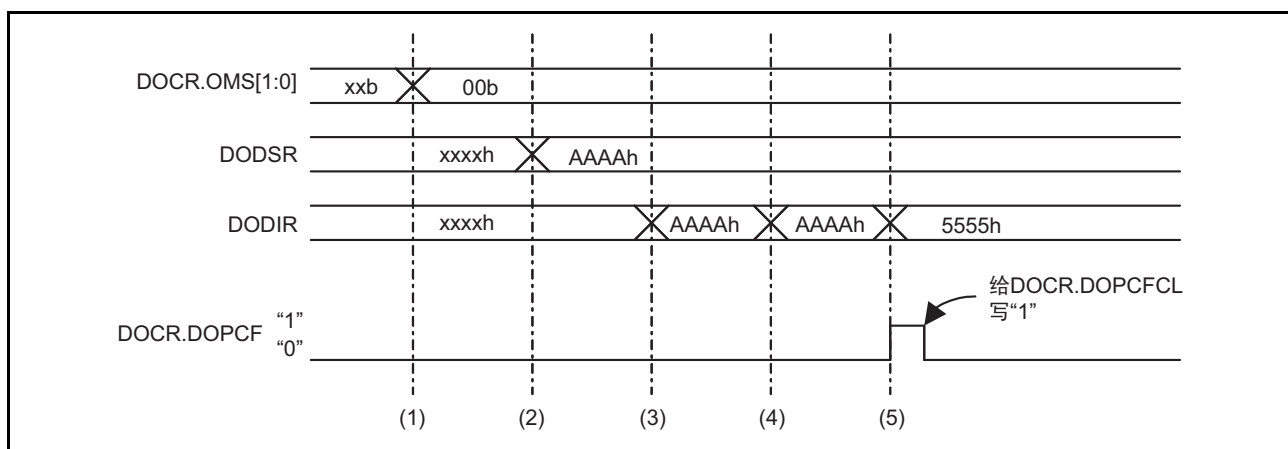 DOCR.OMS[1:0] xxb 00b
DODSR xxxxh AAAAh
DODIR xxxxh AAAAh AAAAh 5555h
给DOCR.DOPCFCL
写“1”
DOCR.DOPCF “1”
“0”
(1) (2) (3) (4) (5)